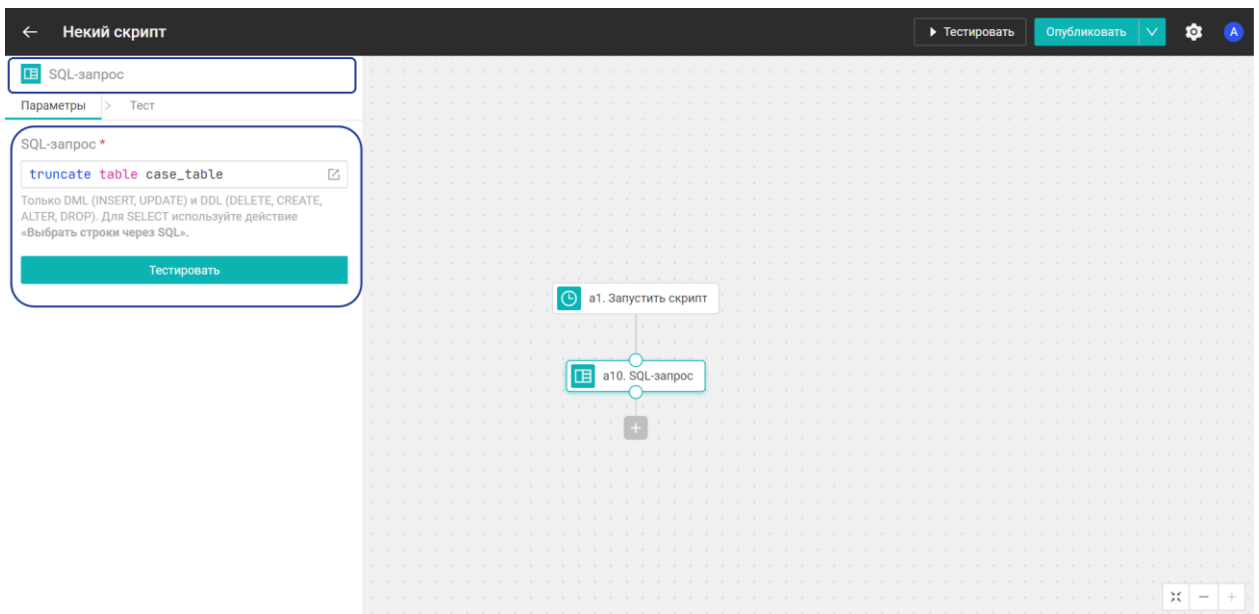 Некий скрипт
Тестировать
Опубликовать
A
SQL-запрос
Параметры > Тест
SQL-запрос *
truncate table case_table
Только DML (INSERT, UPDATE) и DDL (DELETE, CREATE,
ALTER, DROP). Для SELECT используйте действие
«Выбрать строки через SQL».
Тестировать
a1. Запустить скрипт
a10. SQL-запрос